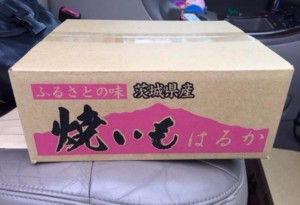 ふるさとの味 茨城県産
焼いも はるか